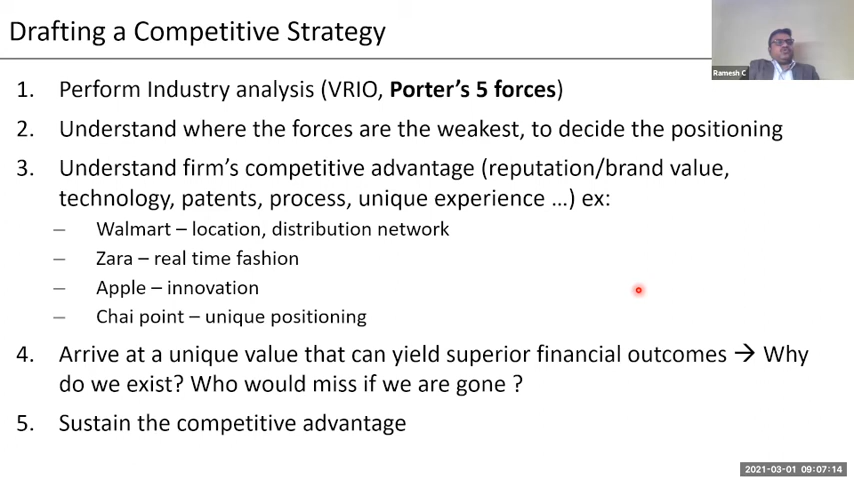 Drafting a Competitive Strategy
Ramesh C
1. Perform Industry analysis (VRIO, Porter's 5 forces)
2. Understand where the forces are the weakest, to decide the positioning
3. Understand firm's competitive advantage (reputation/brand value,
technology, patents, process, unique experience ...) ex:
– Walmart – location, distribution network
– Zara – real time fashion
– Apple – innovation
– Chai point – unique positioning
4. Arrive at a unique value that can yield superior financial outcomes → Why
do we exist? Who would miss if we are gone ?
5. Sustain the competitive advantage
2021-03-01 09:07:14